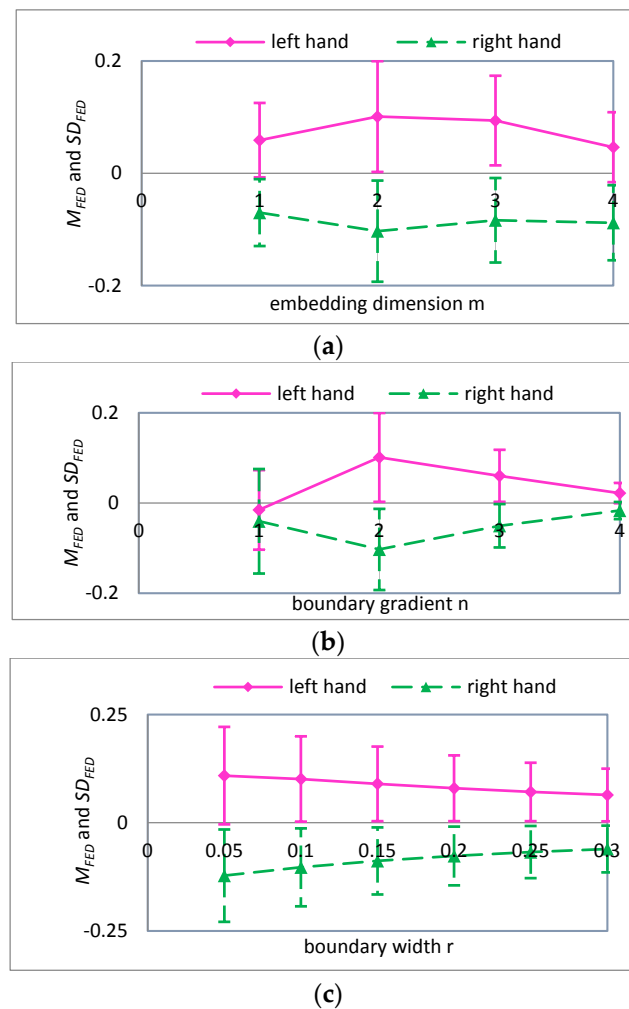 left hand right hand
0.2
0
-0.2
0 1 2 3 4
M_FED and SD_FED
embedding dimension m
(a)
left hand right hand
0.2
0
-0.2
0 1 2 3 4
M_FED and SD_FED
boundary gradient n
(b)
left hand right hand
0.25
0
-0.25
0 0.05 0.1 0.15 0.2 0.25 0.3
M_FED and SD_FED
boundary width r
(c)